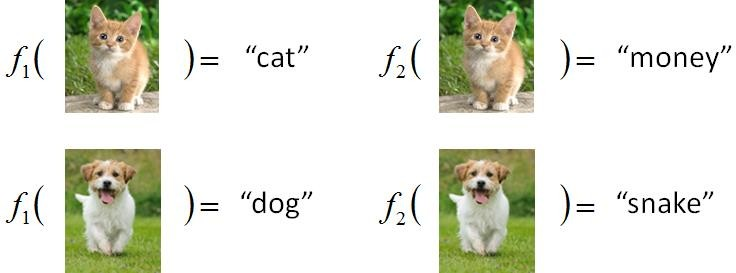 f₁( )= “cat” f₂( )= “money”
f₁( )= “dog” f₂( )= “snake”